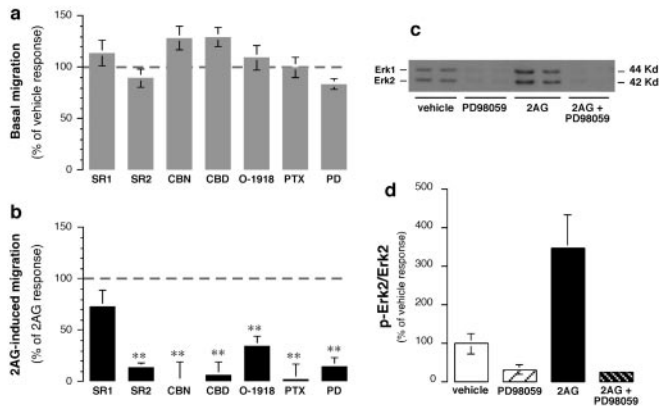 a
Basal migration
(% of vehicle response)
150
100
50
SR1 SR2 CBN CBD O-1918 PTX PD
b
2AG-induced migration
(% of 2AG response)
150
100
50
0
** ** ** ** ** **
SR1 SR2 CBN CBD O-1918 PTX PD
c
Erk1
Erk2
44 Kd
42 Kd
vehicle PD98059 2AG 2AG +
PD98059
d
p-Erk2/Erk2
(% of vehicle response)
500
400
300
200
100
0
vehicle PD98059 2AG 2AG +
PD98059